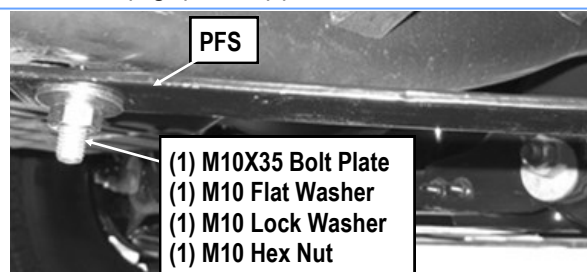 PFS
(1) M10X35 Bolt Plate
(1) M10 Flat Washer
(1) M10 Lock Washer
(1) M10 Hex Nut